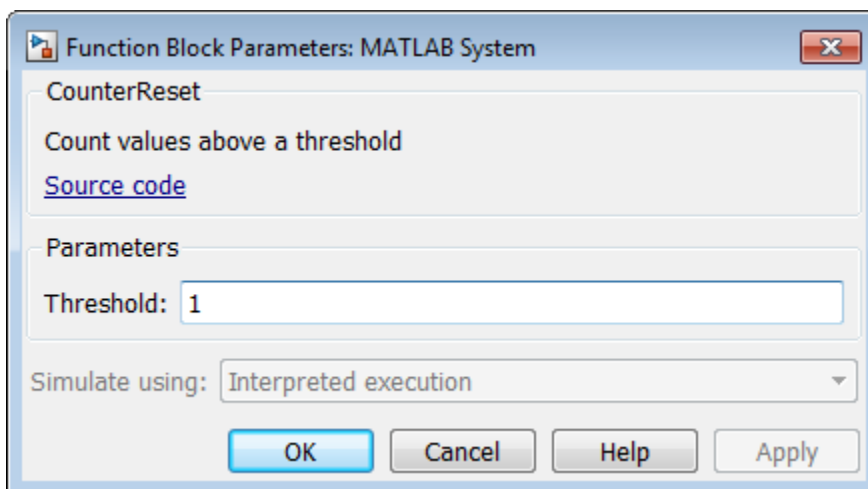 Function Block Parameters: MATLAB System
CounterReset
Count values above a threshold
Source code
Parameters
Threshold: 1
Simulate using: Interpreted execution
OK Cancel Help Apply